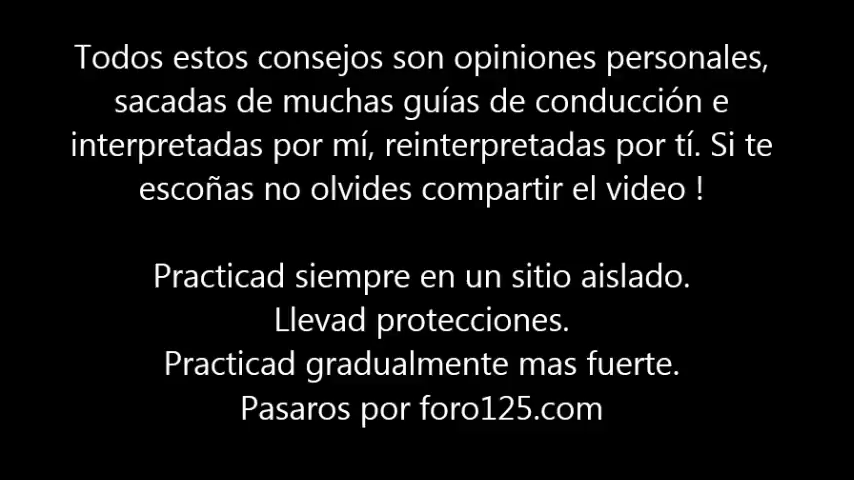 Todos estos consejos son opiniones personales,
sacadas de muchas guías de conducción e
interpretadas por mí, reinterpretadas por tí. Si te
escoñas no olvides compartir el video !
Practicad siempre en un sitio aislado.
Llevad protecciones.
Practicad gradualmente mas fuerte.
Pasaros por foro125.com